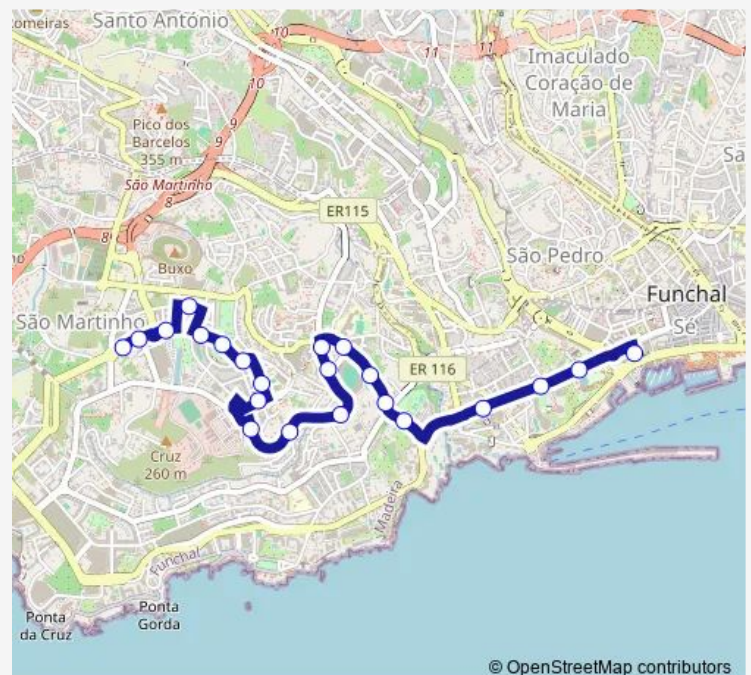 omeiras
Santo António
10
11
11
Imaculado
Coração de
Maria
10
9
Pico dos
Barcelos
355 m
9
Sa
São Martinho
8
ER115
8
no
Buxo
São Pedro
Funchal
São Martinho
Sé
ER 116
Cruz
260 m
Madeira
Funchal
Ponta
da Cruz
Ponta
Gorda
© OpenStreetMap contributors